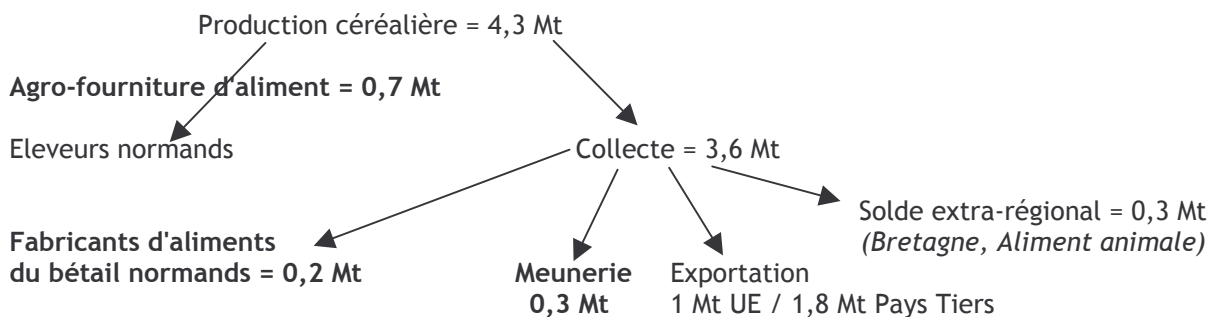 Production céréalière = 4,3 Mt
Agro-fourniture d'aliment = 0,7 Mt
Eleveurs normands
Collecte = 3,6 Mt
Solde extra-régional = 0,3 Mt
(Bretagne, Aliment animale)
Fabricants d'aliments
du bétail normands = 0,2 Mt
Meunerie
0,3 Mt
Exportation
1 Mt UE / 1,8 Mt Pays Tiers